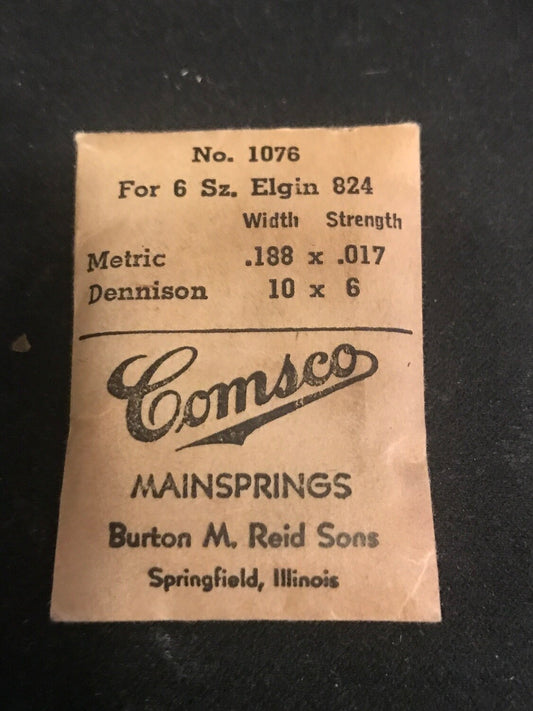 No. 1076
For 6 Sz. Elgin 824
Width Strength
Metric .188 x .017
Dennison 10 x 6
Comsco
MAINSPRINGS
Burton M. Reid Sons
Springfield, Illinois